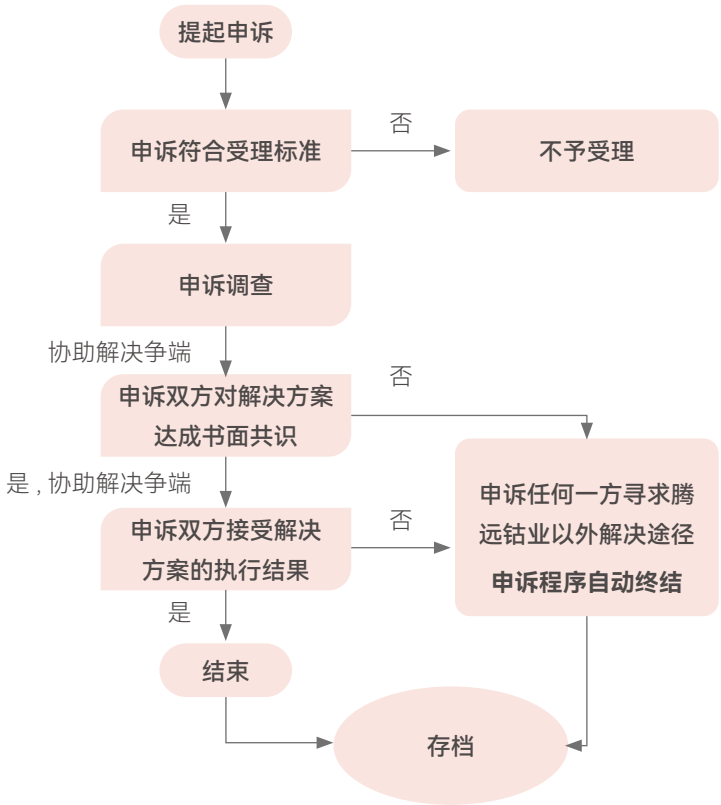 提起申诉
申诉符合受理标准
否
不予受理
是
申诉调查
协助解决争端
申诉双方对解决方案
达成书面共识
否
是 , 协助解决争端
申诉双方接受解决
方案的执行结果
否
申诉任何一方寻求腾
远钴业以外解决途径
申诉程序自动终结
是
结束
存档